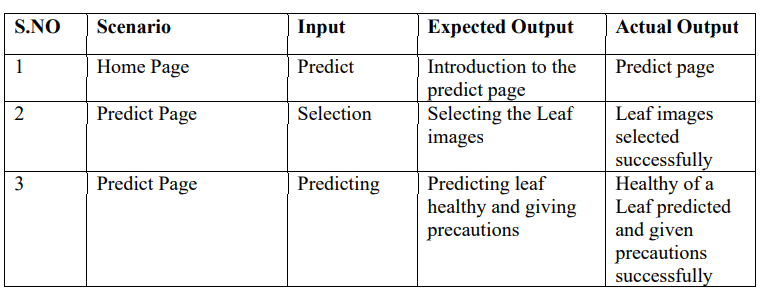 S.NO Scenario Input Expected Output Actual Output
1 Home Page Predict Introduction to the Predict page
predict page
2 Predict Page Selection Selecting the Leaf Leaf images
images selected
successfully
3 Predict Page Predicting Predicting leaf Healthy of a
healthy and giving Leaf predicted
precautions and given
precautions
successfully